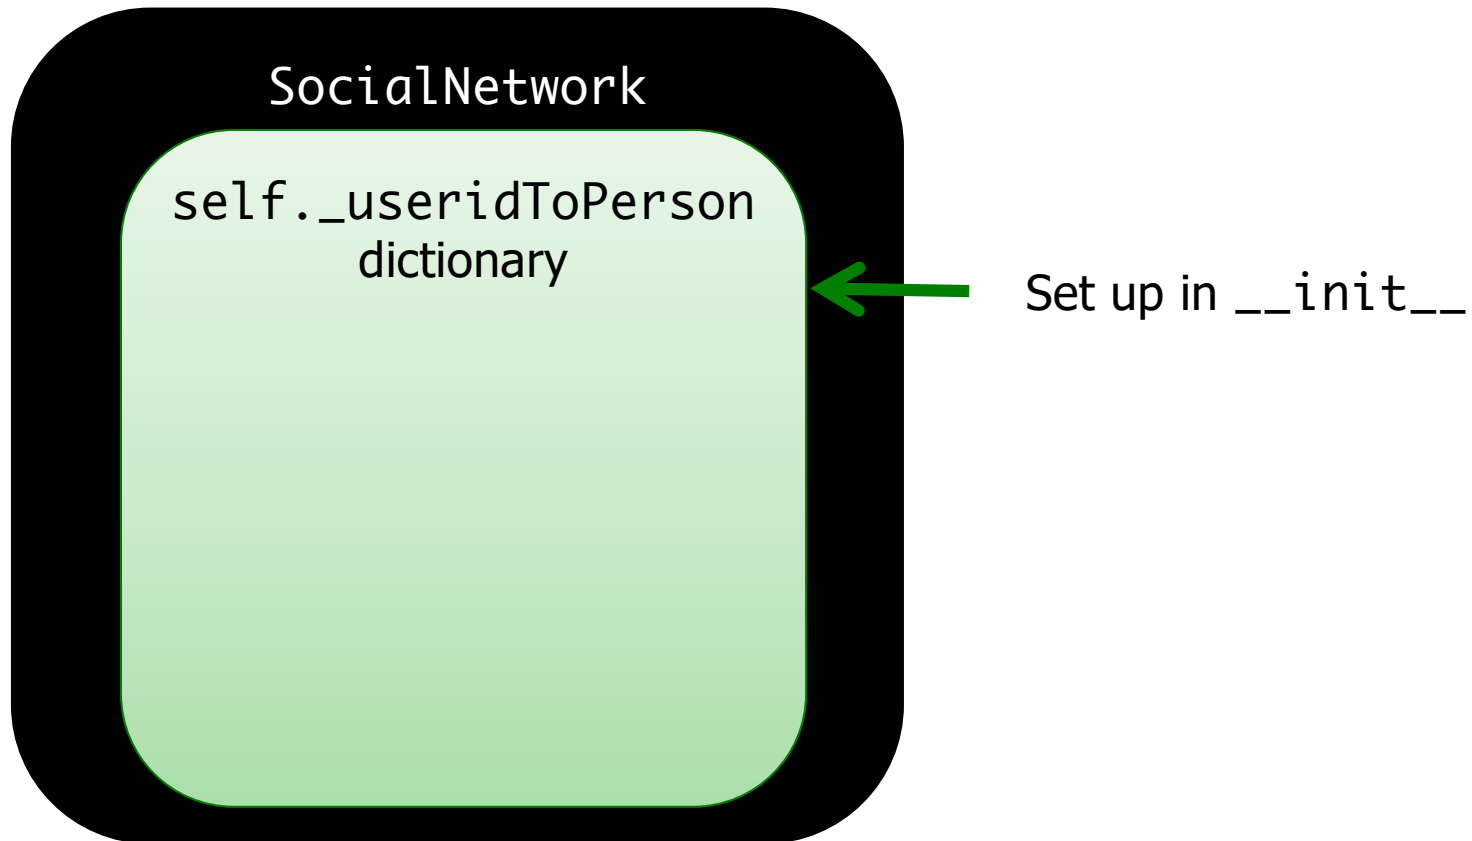 SocialNetwork
self._useridToPerson
dictionary
Set up in __init__